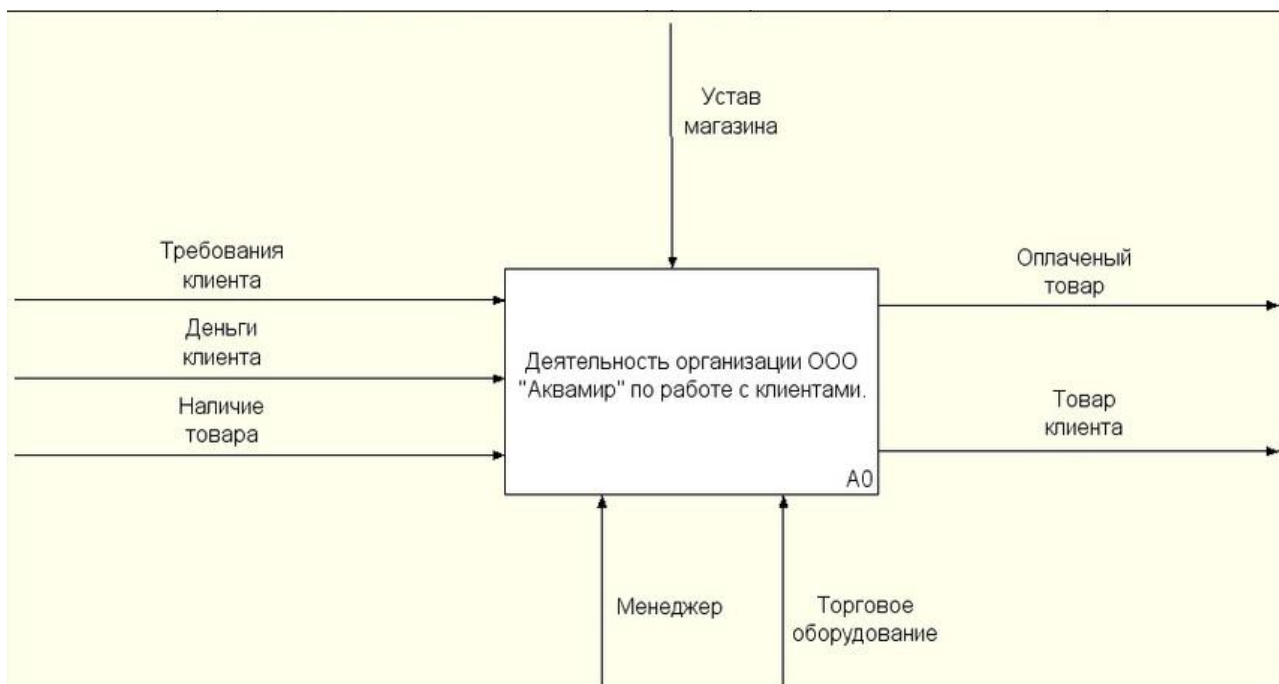 Устав
магазина
Требования
клиента
Деньги
клиента
Наличие
товара
Деятельность организации ООО
"Аквамир" по работе с клиентами.
A0
Оплаченый
товар
Товар
клиента
Менеджер
Торговое
оборудование